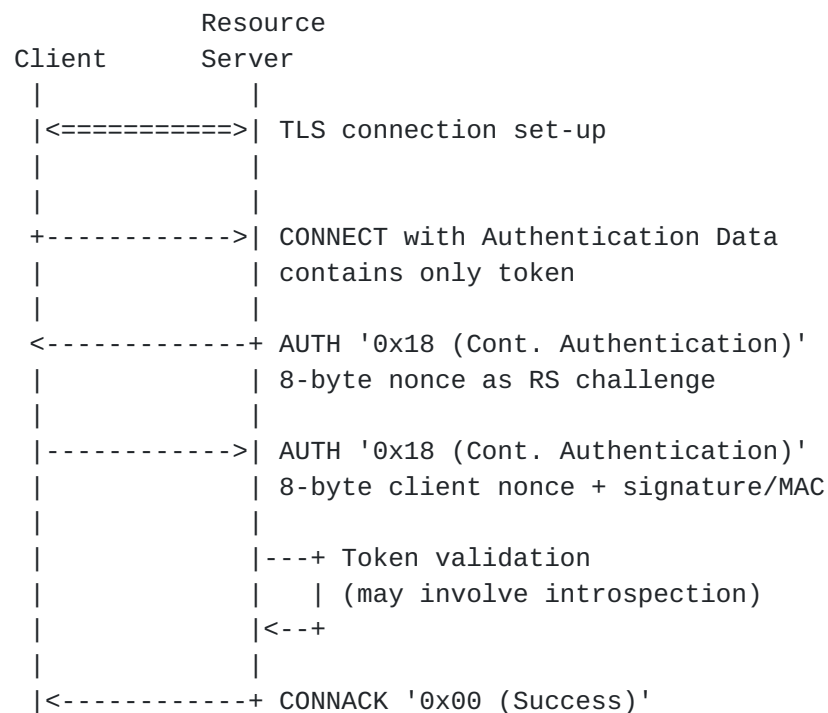 Resource
Client Server
TLS connection set-up
CONNECT with Authentication Data
contains only token
AUTH '0x18 (Cont. Authentication)'
8-byte nonce as RS challenge
AUTH '0x18 (Cont. Authentication)'
8-byte client nonce + signature/MAC
Token validation
(may involve introspection)
CONNACK '0x00 (Success)'